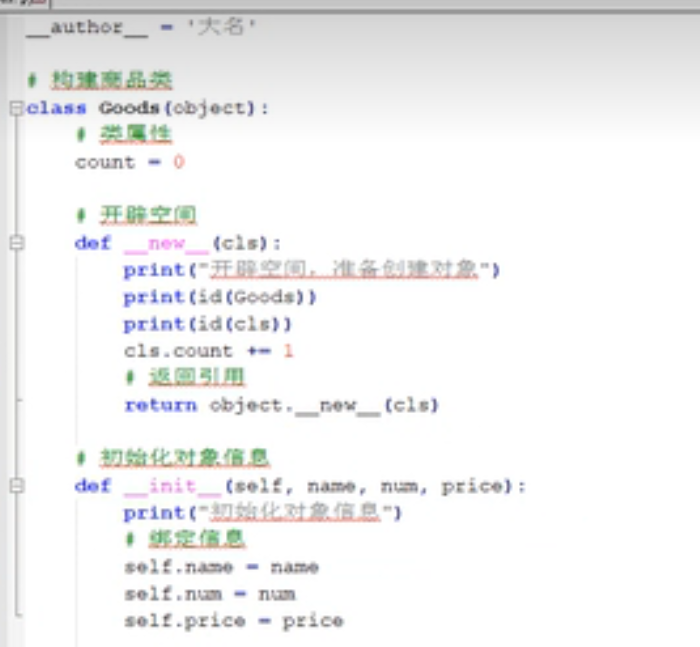 __author__ = '大名'
# 构建商品类
class Goods(object):
# 类属性
count = 0
# 开辟空间
def __new__(cls):
print("开辟空间，准备创建对象")
print(id(Goods))
print(id(cls))
cls.count += 1
# 返回引用
return object.__new__(cls)
# 初始化对象信息
def __init__(self, name, num, price):
print("初始化对象信息")
# 绑定信息
self.name = name
self.num = num
self.price = price